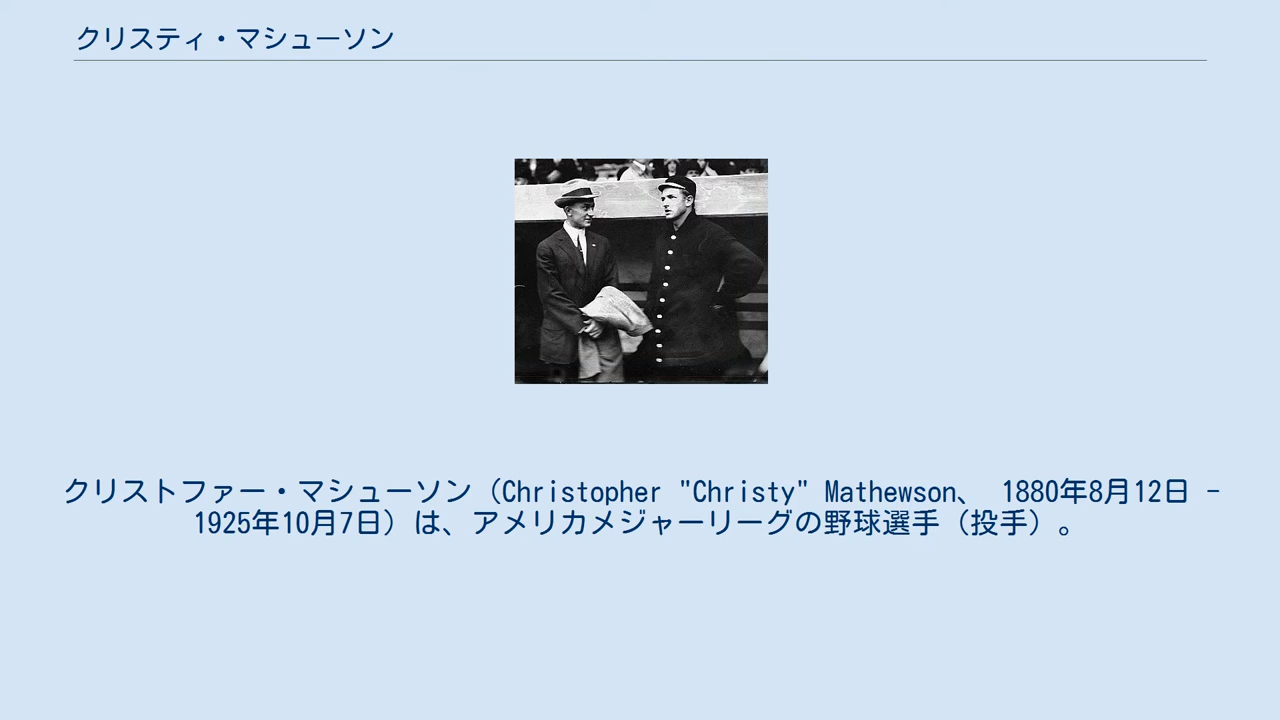 クリスティ・マシューソン
クリストファー・マシューソン（Christopher "Christy" Mathewson、 1880年8月12日 -
1925年10月7日）は、アメリカメジャーリーグの野球選手（投手）。